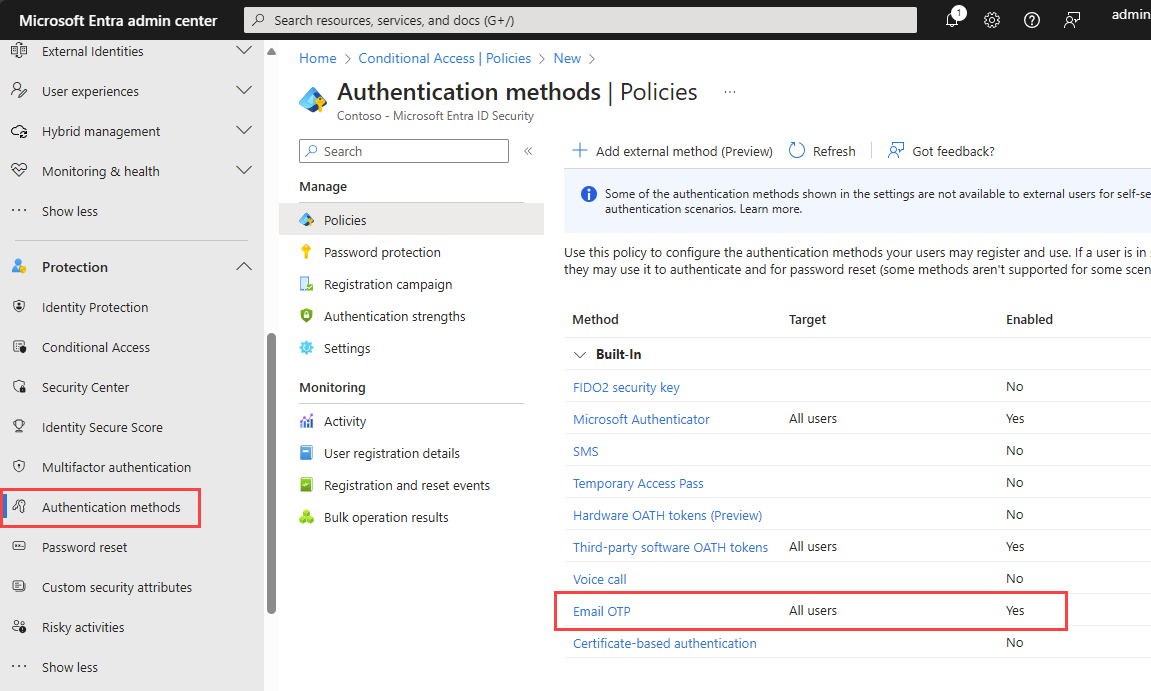 Microsoft Entra admin center
Search resources, services, and docs (G+/)
1
admin
External Identities
User experiences
Hybrid management
Monitoring & health
Show less
Protection
Identity Protection
Conditional Access
Security Center
Identity Secure Score
Multifactor authentication
Authentication methods
Password reset
Custom security attributes
Risky activities
Show less
Home > Conditional Access | Policies > New >
Authentication methods | Policies ...
Contoso - Microsoft Entra ID Security
Search
Manage
Policies
Password protection
Registration campaign
Authentication strengths
Settings
Monitoring
Activity
User registration details
Registration and reset events
Bulk operation results
Add external method (Preview) Refresh Got feedback?
Some of the authentication methods shown in the settings are not available to external users for self-se
authentication scenarios. Learn more.
Use this policy to configure the authentication methods your users may register and use. If a user is in
they may use it to authenticate and for password reset (some methods aren't supported for some scen
Method Target Enabled
Built-In
FIDO2 security key No
Microsoft Authenticator All users Yes
SMS No
Temporary Access Pass No
Hardware OATH tokens (Preview) No
Third-party software OATH tokens All users Yes
Voice call No
Email OTP All users Yes
Certificate-based authentication No